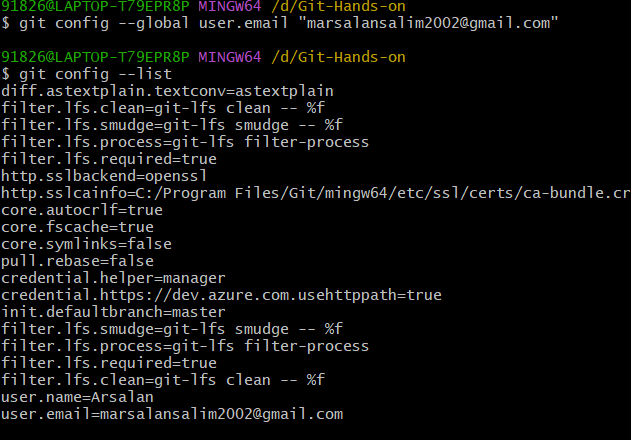 91826@LAPTOP-T79EPR8P MINGW64 /d/Git-Hands-on
$ git config --global user.email "marsalansalim2002@gmail.com"
91826@LAPTOP-T79EPR8P MINGW64 /d/Git-Hands-on
$ git config --list
diff.astextplain.textconv=astextplain
filter.lfs.clean=git-lfs clean -- %f
filter.lfs.smudge=git-lfs smudge -- %f
filter.lfs.process=git-lfs filter-process
filter.lfs.required=true
http.sslbackend=openssl
http.sslcainfo=C:/Program Files/Git/mingw64/etc/ssl/certs/ca-bundle.cr
core.autocrlf=true
core.fscache=true
core.symlinks=false
pull.rebase=false
credential.helper=manager
credential.https://dev.azure.com.usehttppath=true
init.defaultbranch=master
filter.lfs.smudge=git-lfs smudge -- %f
filter.lfs.process=git-lfs filter-process
filter.lfs.required=true
filter.lfs.clean=git-lfs clean -- %f
user.name=Arsalan
user.email=marsalansalim2002@gmail.com